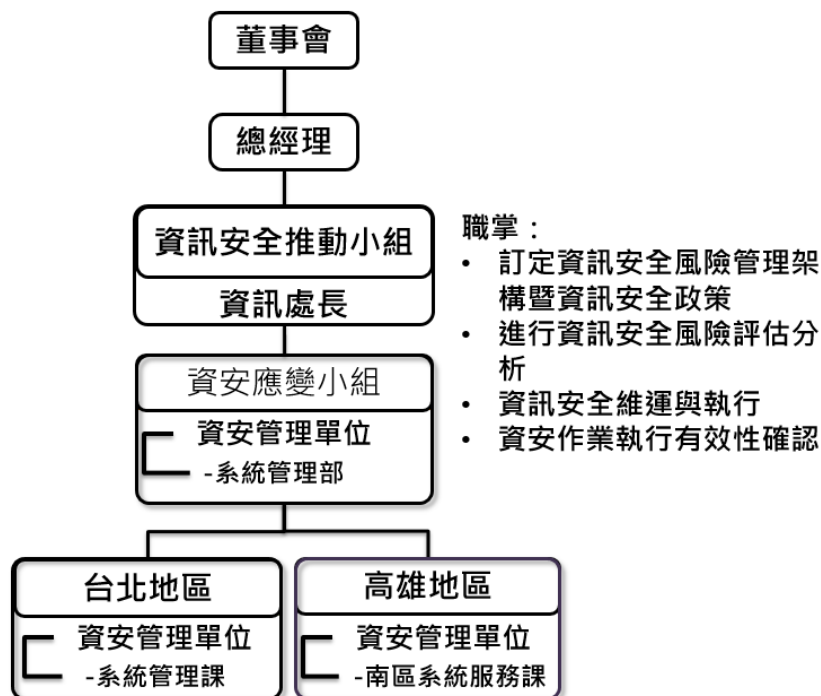 董事會
總經理
資訊安全推動小組
資訊處長
職掌：
• 訂定資訊安全風險管理架
構暨資訊安全政策
• 進行資訊安全風險評估分
析
• 資訊安全維運與執行
• 資安作業執行有效性確認
資安應變小組
資安管理單位
-系統管理部
台北地區
資安管理單位
-系統管理課
高雄地區
資安管理單位
-南區系統服務課